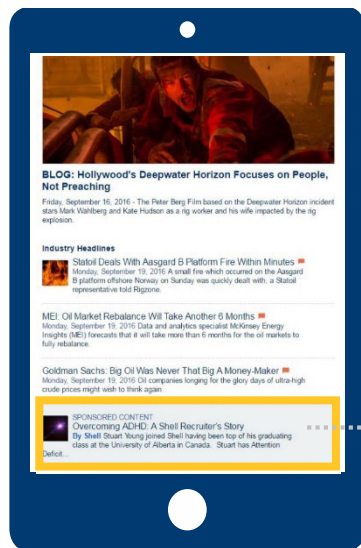 BLOG: Hollywood's Deepwater Horizon Focuses on People,
Not Preaching
Friday, September 16, 2016 - The Peter Berg Film based on the Deepwater Horizon incident
stars Mark Wahlberg and Kate Hudson as a rig worker and his wife impacted by the rig
explosion.
Industry Headlines
Statoil Deals With Aasgard B Platform Fire Within Minutes
Monday, September 19, 2016 A small fire which occurred on the Aasgard
B platform offshore Norway on Sunday was quickly dealt with, a Statoil
representative told Rigzone.
MEI: Oil Market Rebalance Will Take Another 6 Months
Monday, September 19, 2016 Data and analytics specialist McKinsey Energy
Insights (MEI) forecasts that it will take more than 6 months for the oil markets to
fully rebalance.
Goldman Sachs: Big Oil Was Never That Big A Money-Maker
Monday, September 19, 2016 Oil companies longing for the glory days of ultra-high
crude prices might wish to think again.
SPONSORED CONTENT
Overcoming ADHD: A Shell Recruiter's Story
By Shell Stuart Young joined Shell having been top of his graduating
class at the University of Alberta in Canada. Stuart has Attention
Deficit...